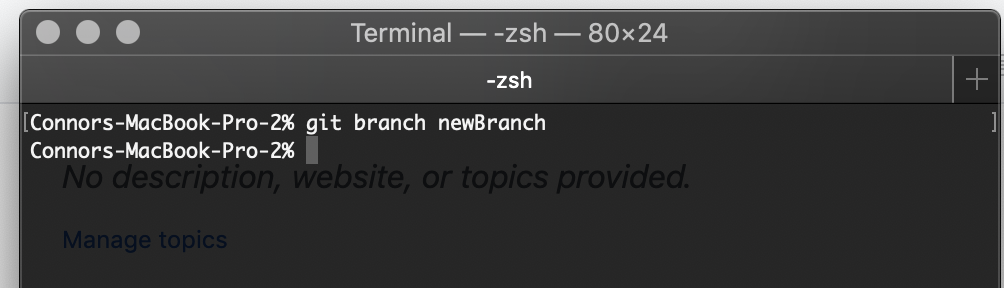 Terminal — -zsh — 80×24
-zsh
[Connors-MacBook-Pro-2% git branch newBranch ]
Connors-MacBook-Pro-2%
No description, website, or topics provided.
Manage topics